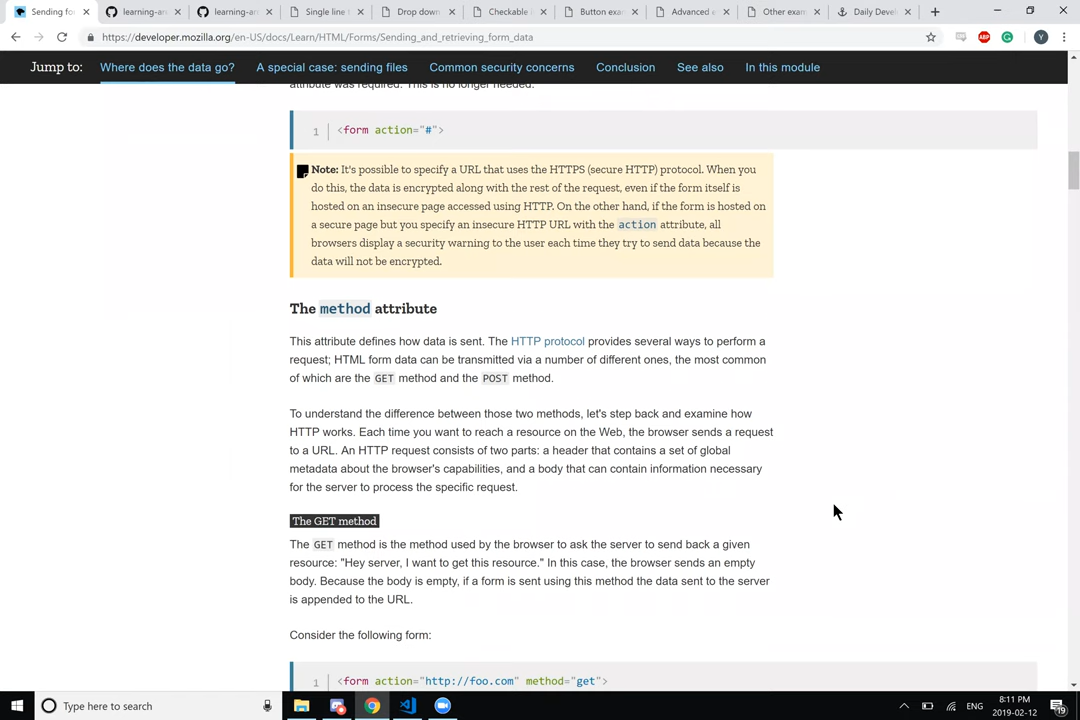 Sending fo
learning-are
learning-are
Single line t
Drop down
Checkable i
Button exam
Advanced e
Other exam
Daily Develo
https://developer.mozilla.org/en-US/docs/Learn/HTML/Forms/Sending_and_retrieving_form_data
ABP
Y
Jump to: Where does the data go? A special case: sending files Common security concerns Conclusion See also In this module
attribute was required. This is no longer needed.
1 <form action="#">
Note: It's possible to specify a URL that uses the HTTPS (secure HTTP) protocol. When you
do this, the data is encrypted along with the rest of the request, even if the form itself is
hosted on an insecure page accessed using HTTP. On the other hand, if the form is hosted on
a secure page but you specify an insecure HTTP URL with the action attribute, all
browsers display a security warning to the user each time they try to send data because the
data will not be encrypted.
The method attribute
This attribute defines how data is sent. The HTTP protocol provides several ways to perform a
request; HTML form data can be transmitted via a number of different ones, the most common
of which are the GET method and the POST method.
To understand the difference between those two methods, let's step back and examine how
HTTP works. Each time you want to reach a resource on the Web, the browser sends a request
to a URL. An HTTP request consists of two parts: a header that contains a set of global
metadata about the browser's capabilities, and a body that can contain information necessary
for the server to process the specific request.
The GET method
The GET method is the method used by the browser to ask the server to send back a given
resource: "Hey server, I want to get this resource." In this case, the browser sends an empty
body. Because the body is empty, if a form is sent using this method the data sent to the server
is appended to the URL.
Consider the following form:
1 <form action="http://foo.com" method="get">
Type here to search
ENG
8:11 PM
2019-02-12
19